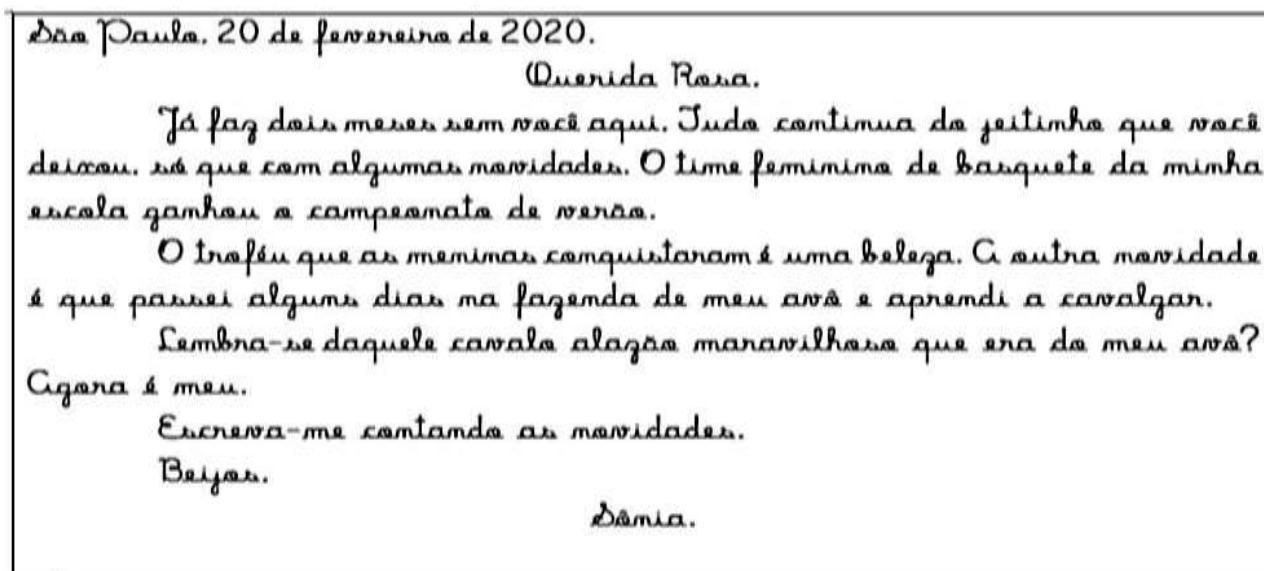 São Paulo, 20 de fevereiro de 2020.
Querida Rosa.
Já faz dois meses sem você aqui. Tudo continua do jeitinho que você
deixou, só que com algumas novidades. O time feminino de basquete da minha
escola ganhou o campeonato de verão.
O troféu que as meninas conquistaram é uma beleza. A outra novidade
é que passei alguns dias na fazenda de meu avô e aprendi a cavalgar.
Lembra-se daquele cavalo alazão maravilhoso que era do meu avô?
Agora é meu.
Escreva-me contando as novidades.
Beijos.
Sônia.